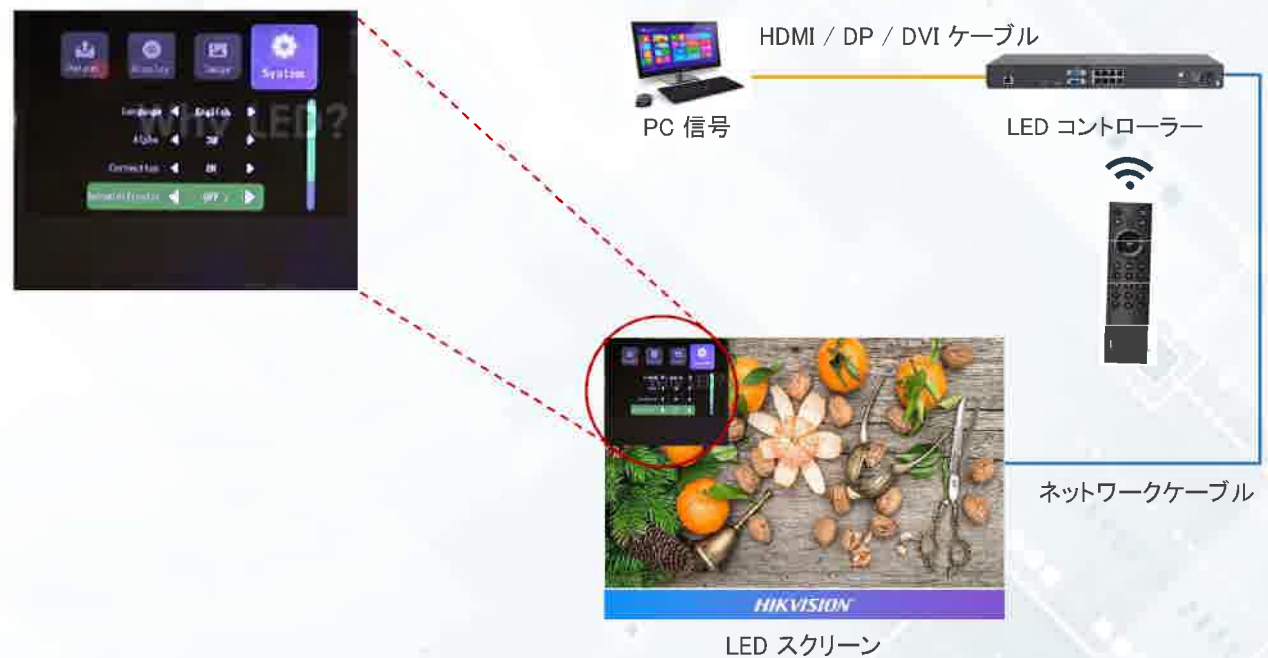 System
Why LED?
Language English
OFF
HDMI / DP / DVI ケーブル
PC 信号
LED コントローラー
ネットワークケーブル
HIKVISION
LED スクリーン